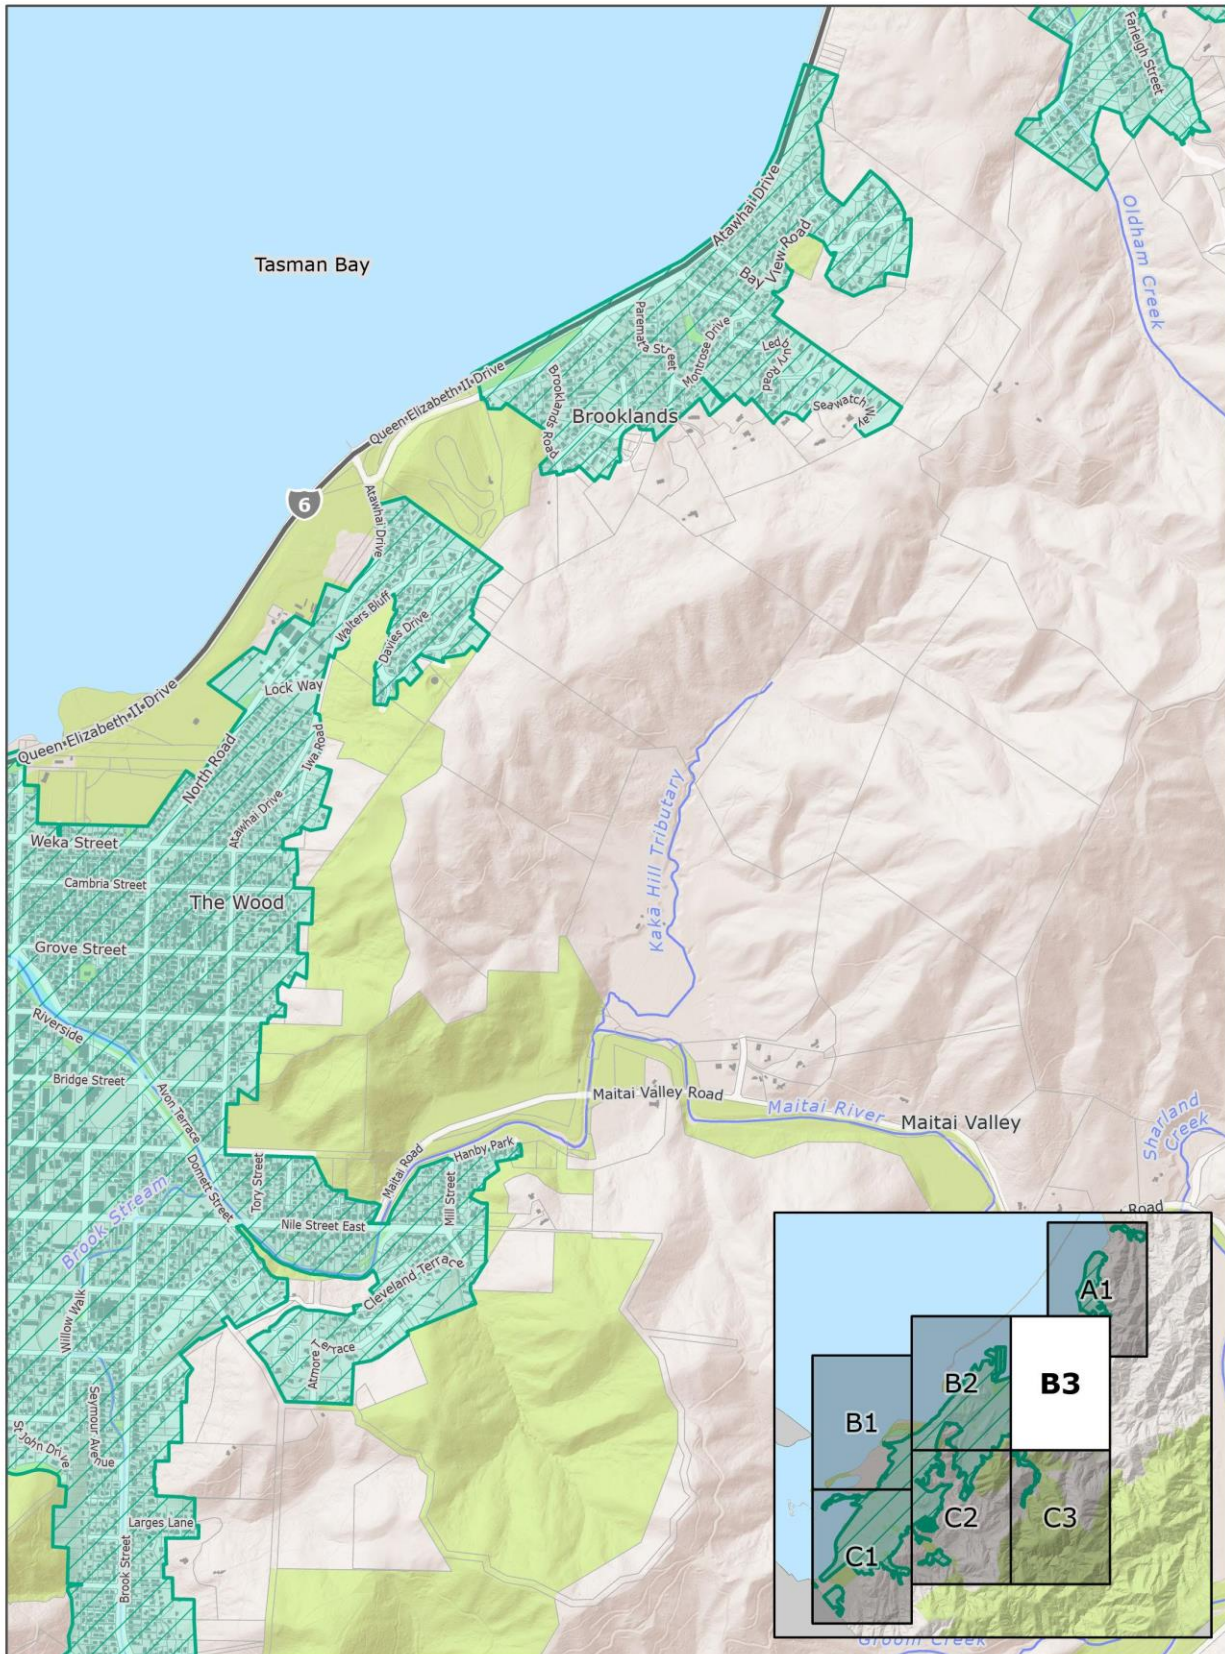 Farleigh Street
Tasman Bay
Atawhai Drive
Bay
View Road
Oldham Creek
Paremata Street
Montrose Drive
Ledbury Road
Queen Elizabeth II Drive
Brooklands Road
Seawatch Way
Brooklands
6
Atawhai Drive
Walters Bluff
Davies Drive
Lock Way
Queen Elizabeth II Drive
North Road
Iwa Road
Atawhai Drive
Kaka Hill Tributary
Weka Street
Cambria Street
The Wood
Grove Street
Riverside
Bridge Street
Avon Terrace
Maitai Valley Road
Maitai River
Maitai Valley
Sharland
Creek
Domett Street
Tory Street
Maitai Road
Hanby Park
Mill Street
Brook Stream
Nile Street East
Road
Cleveland Terrace
Willow Walk
Atmore Terrace
Seymour Avenue
St John Drive
Larges Lane
Brook Street
A1
B2
B3
B1
C2
C3
C1
Groom Creek